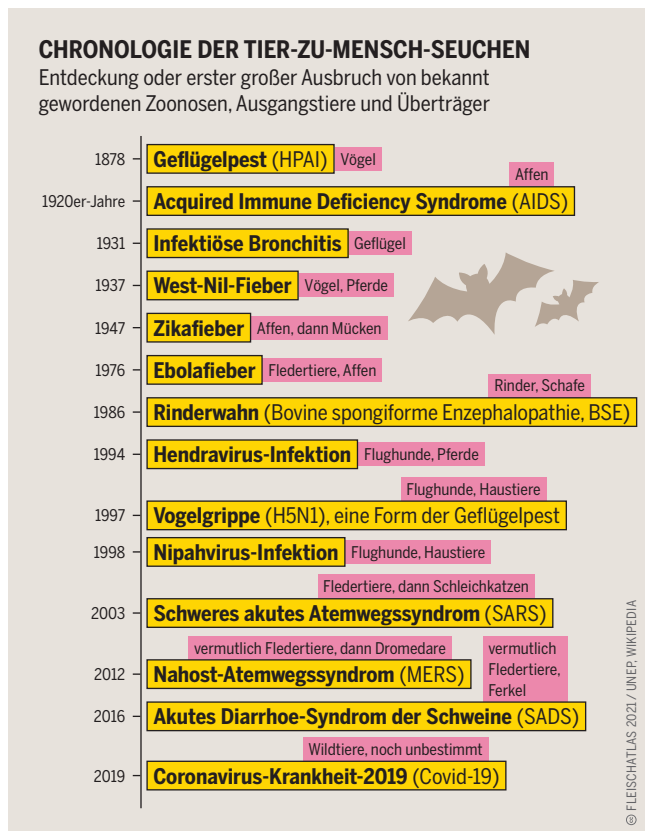 CHRONOLOGIE DER TIER-ZU-MENSCH-SEUCHEN
Entdeckung oder erster großer Ausbruch von bekannt
gewordenen Zoonosen, Ausgangstiere und Überträger
1878 Geflügelpest (HPAI) Vögel
Affen
1920er-Jahre Acquired Immune Deficiency Syndrome (AIDS)
1931 Infektiöse Bronchitis Geflügel
1937 West-Nil-Fieber Vögel, Pferde
1947 Zikafieber Affen, dann Mücken
1976 Ebolafieber Fledertiere, Affen
Rinder, Schafe
1986 Rinderwahn (Bovine spongiforme Enzephalopathie, BSE)
1994 Hendravirus-Infektion Flughunde, Pferde
Flughunde, Haustiere
1997 Vogelgrippe (H5N1), eine Form der Geflügelpest
1998 Nipahvirus-Infektion Flughunde, Haustiere
Fledertiere, dann Schleichkatzen
2003 Schweres akutes Atemwegssyndrom (SARS)
vermutlich Fledertiere, dann Dromedare
2012 Nahost-Atemwegssyndrom (MERS)
vermutlich
Fledertiere,
Ferkel
2016 Akutes Diarrhoe-Syndrom der Schweine (SADS)
Wildtiere, noch unbestimmt
2019 Coronavirus-Krankheit-2019 (Covid-19)
FLEISCHATLAS 2021 / UNEP, WIKIPEDIA